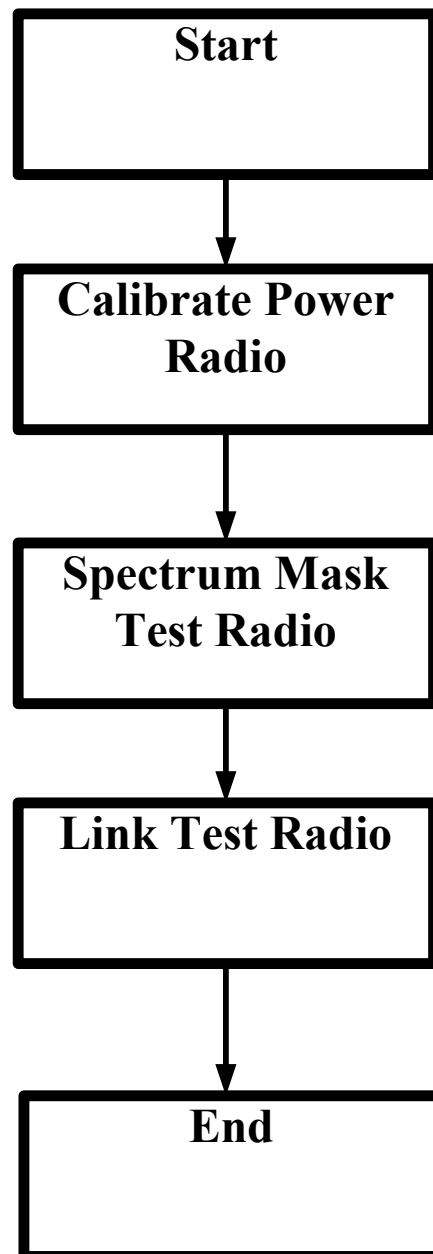 Start
Calibrate Power
Radio
Spectrum Mask
Test Radio
Link Test Radio
End